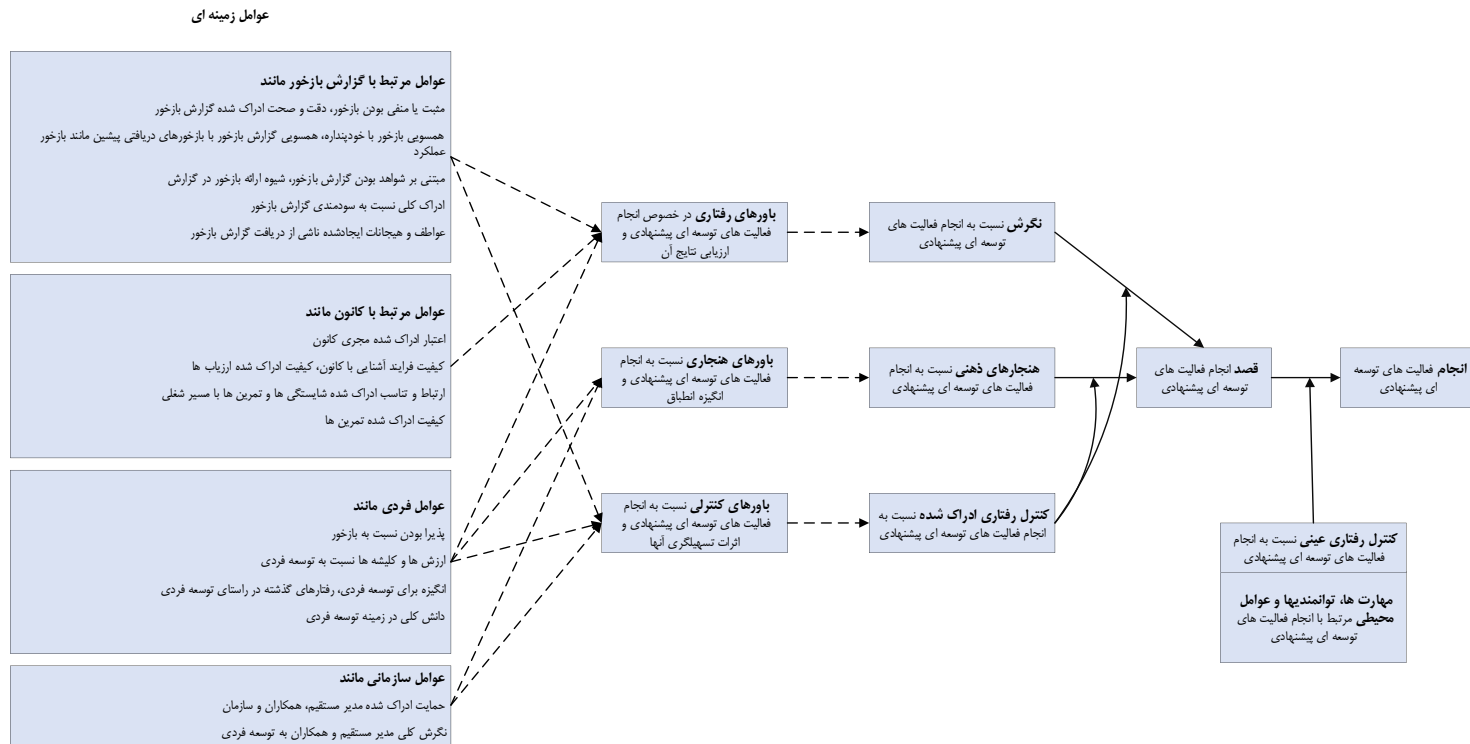 عوامل زمینه ای
عوامل مرتبط با گزارش بازخور مانند
مثبت یا منفی بودن بازخور، دقت و صحت ادراک شده گزارش بازخور
همسویی بازخور با خودپنداره، همسویی گزارش بازخور با بازخورهای دریافتی پیشین مانند بازخور
عملکرد
مبتنی بر شواهد بودن گزارش بازخور، شیوه ارائه بازخور در گزارش
ادراک کلی نسبت به سودمندی گزارش بازخور
عواطف و هیجانات ایجادشده ناشی از دریافت گزارش بازخور
عوامل مرتبط با کانون مانند
اعتبار ادراک شده مجری کانون
کیفیت فرایند آشنایی با کانون، کیفیت ادراک شده ارزیاب ها
ارتباط و تناسب ادراک شده شایستگی ها و تمرین ها با مسیر شغلی
کیفیت ادراک شده تمرین ها
عوامل فردی مانند
پذیرا بودن نسبت به بازخور
ارزش ها و کلیشه ها نسبت به توسعه فردی
انگیزه برای توسعه فردی، رفتارهای گذشته در راستای توسعه فردی
دانش کلی در زمینه توسعه فردی
عوامل سازمانی مانند
حمایت ادراک شده مدیر مستقیم، همکاران و سازمان
نگرش کلی مدیر مستقیم و همکاران به توسعه فردی
باورهای رفتاری در خصوص انجام
فعالیت های توسعه ای پیشنهادی و
ارزیابی نتایج آن
باورهای هنجاری نسبت به انجام
فعالیت های توسعه ای پیشنهادی و
انگیزه انطباق
باورهای کنترلی نسبت به انجام
فعالیت های توسعه ای پیشنهادی و
اثرات تسهیلگری آنها
نگرش نسبت به انجام فعالیت های
توسعه ای پیشنهادی
هنجارهای ذهنی نسبت به انجام
فعالیت های توسعه ای پیشنهادی
کنترل رفتاری ادراک شده نسبت به
انجام فعالیت های توسعه ای پیشنهادی
قصد انجام فعالیت های
توسعه ای پیشنهادی
انجام فعالیت های توسعه
ای پیشنهادی
کنترل رفتاری عینی نسبت به انجام
فعالیت های توسعه ای پیشنهادی
مهارت ها، توانمندیها و عوامل
محیطی مرتبط با انجام فعالیت های
توسعه ای پیشنهادی